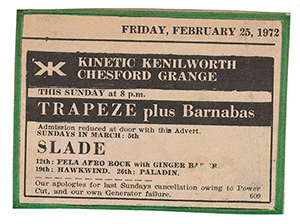 FRIDAY, FEBRUARY 25, 1972
KINETIC KENILWORTH
CHESFORD GRANGE
THIS SUNDAY at 8 p.m.
TRAPEZE plus Barnabas
Admission reduced at door with this Advert.
SUNDAYS IN MARCH: 5th
SLADE
12th: FELA AFRO ROCK with GINGER
19th: HAWKWIND. 26th: PALADIN.
Our apologies for last Sundays cancellation owing to Power
Cut, and our own Generator failure. 609